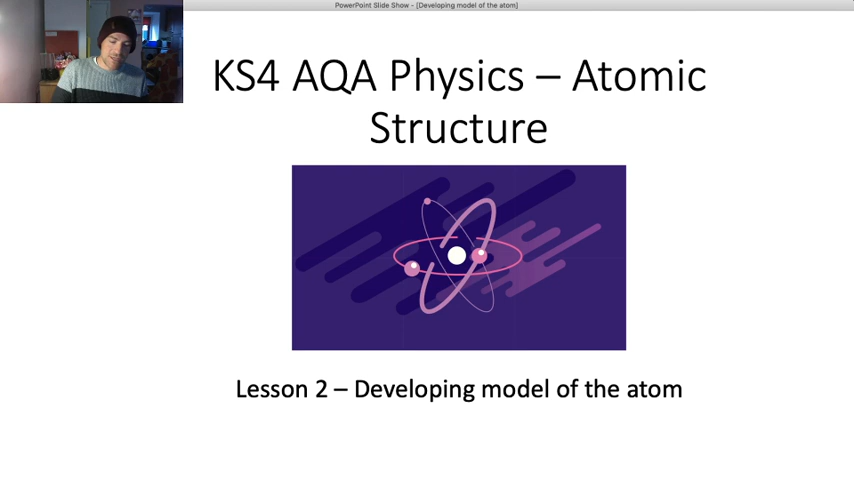 PowerPoint Slide Show - [Developing model of the atom]
KS4 AQA Physics – Atomic
Structure
Lesson 2 – Developing model of the atom